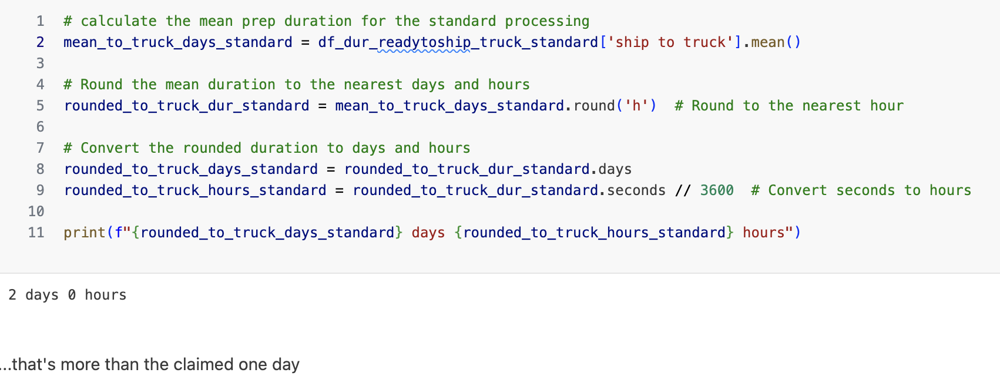 1 # calculate the mean prep duration for the standard processing
2 mean_to_truck_days_standard = df_dur_readytoship_truck_standard['ship to truck'].mean()
3
4 # Round the mean duration to the nearest days and hours
5 rounded_to_truck_dur_standard = mean_to_truck_days_standard.round('h')  # Round to the nearest hour
6
7 # Convert the rounded duration to days and hours
8 rounded_to_truck_days_standard = rounded_to_truck_dur_standard.days
9 rounded_to_truck_hours_standard = rounded_to_truck_dur_standard.seconds // 3600  # Convert seconds to hours
10
11 print(f"{rounded_to_truck_days_standard} days {rounded_to_truck_hours_standard} hours")
2 days 0 hours
...that's more than the claimed one day